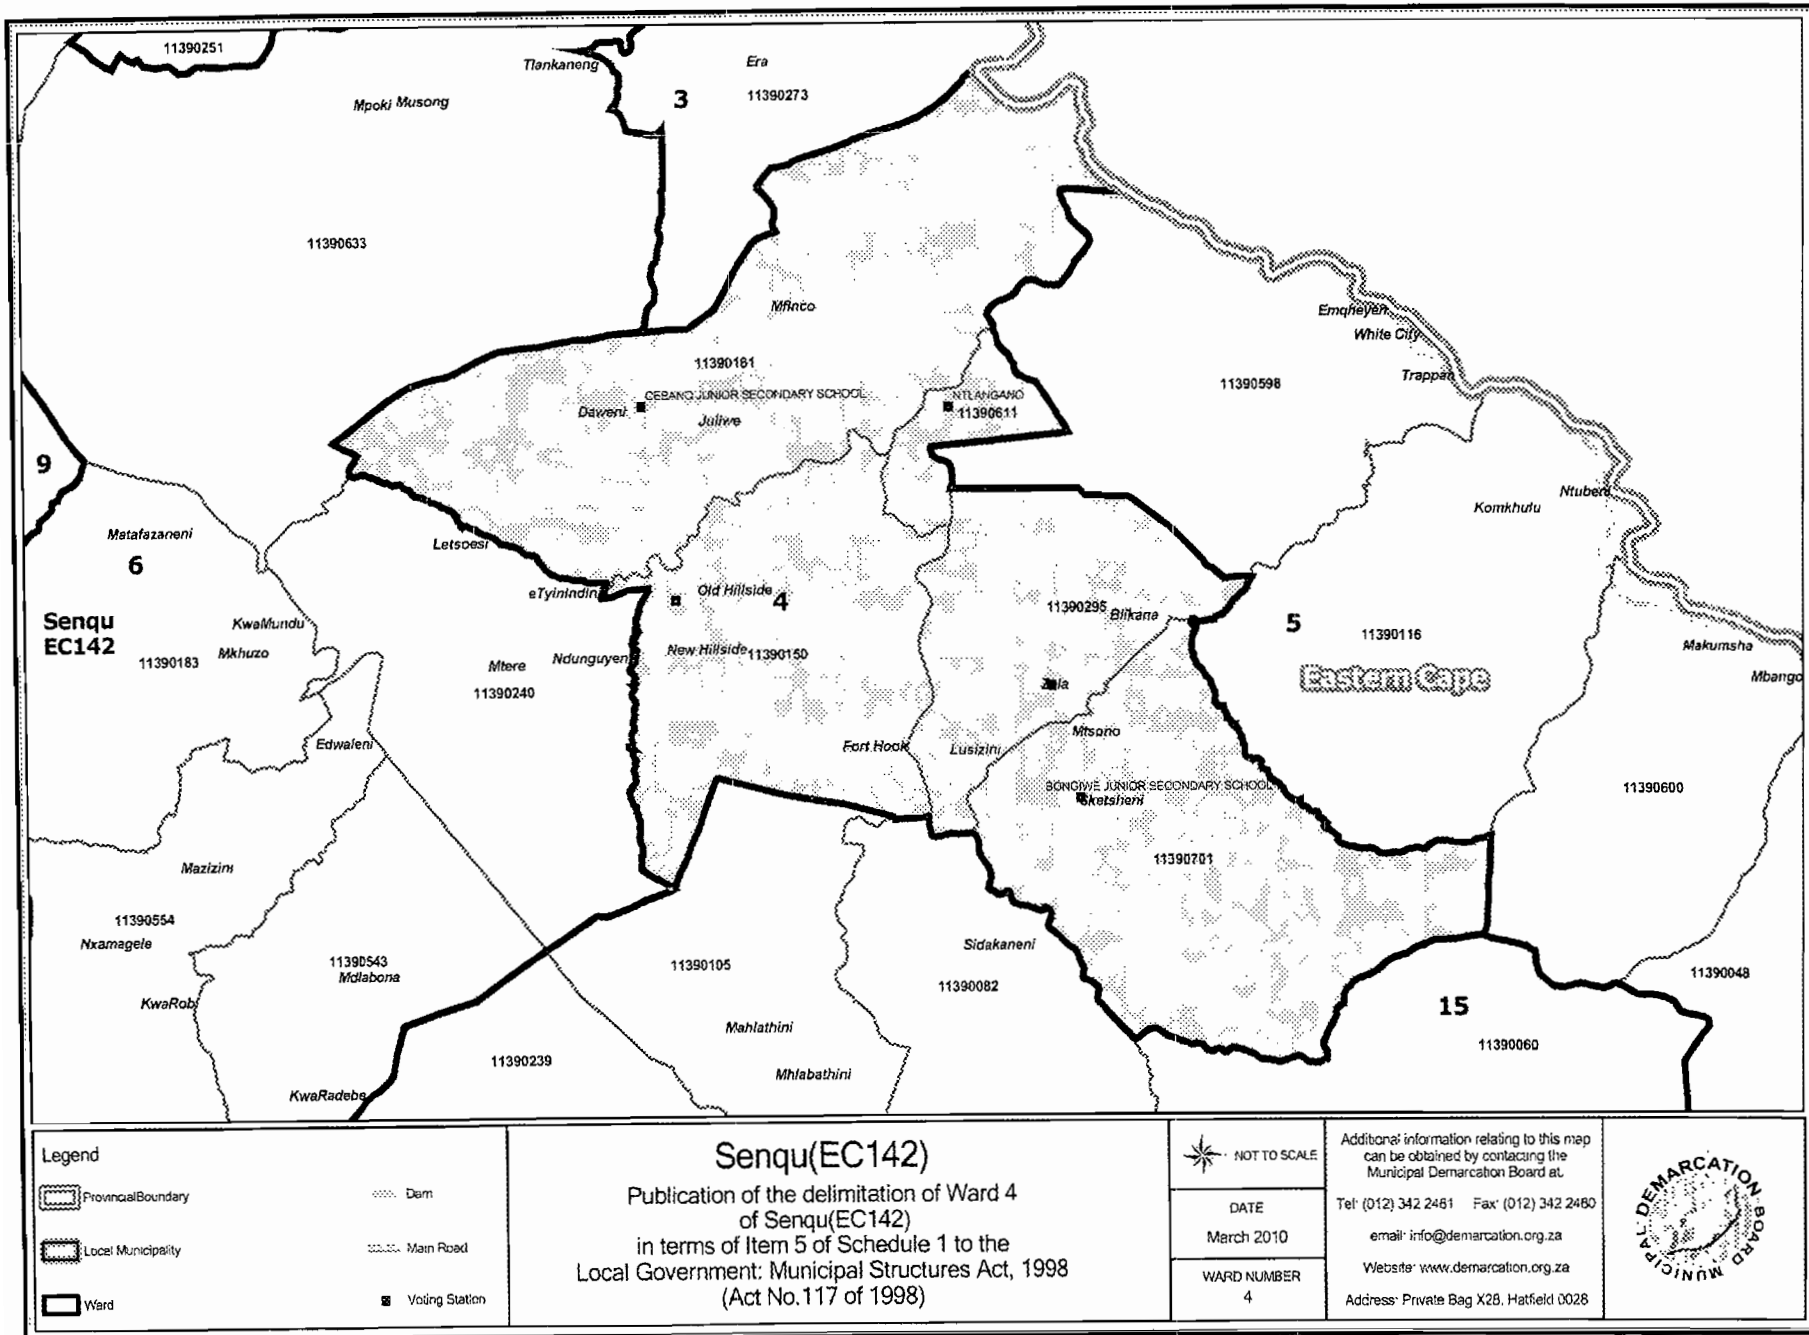 11390251
Tlankaneng
Era
Mpoki Musong
3
11390273
11390633
Mfinco
Emqheyen
White City
11390161
Trappan
11390598
CEBANO JUNIOR SECONDARY SCHOOL
NTLANGANO
Daweni
11390611
Juliwe
9
Ntubeni
Komkhulu
Matafazaneni
Letsoesi
6
eTyinindini
Old Hillside
4
11390295
Blikana
Senqu
EC142
KwaMundu
5
11390116
11390183
Mkhuzo
Mtere
Ndunguyeni
New Hillside
11390150
Makumsha
11390240
Eastern Cape
Mbango
Zala
Edwaleni
Fort Hook
Lusizini
Mtsono
BONGIWE JUNIOR SECONDARY SCHOOL
Sketsheni
11390600
Mazizini
11390701
11390554
Nxamagele
Sidakaneni
11390543
Mdlabona
11390105
11390082
11390048
KwaRob
15
Mahlathini
11390060
11390239
Mhlabathini
KwaRadebe
Legend
Provincial Boundary
Dam
Local Municipality
Main Road
Ward
Voting Station
Senqu(EC142)
Publication of the delimitation of Ward 4
of Senqu(EC142)
in terms of Item 5 of Schedule 1 to the
Local Government: Municipal Structures Act, 1998
(Act No.117 of 1998)
NOT TO SCALE
DATE
March 2010
WARD NUMBER
4
Additional information relating to this map
can be obtained by contacting the
Municipal Demarcation Board at.
Tel: (012) 342 2481 Fax: (012) 342 2480
email: info@demarcation.org.za
Website: www.demarcation.org.za
Address: Private Bag X28, Hatfield 0028
MUNICIPAL DEMARCATION BOARD